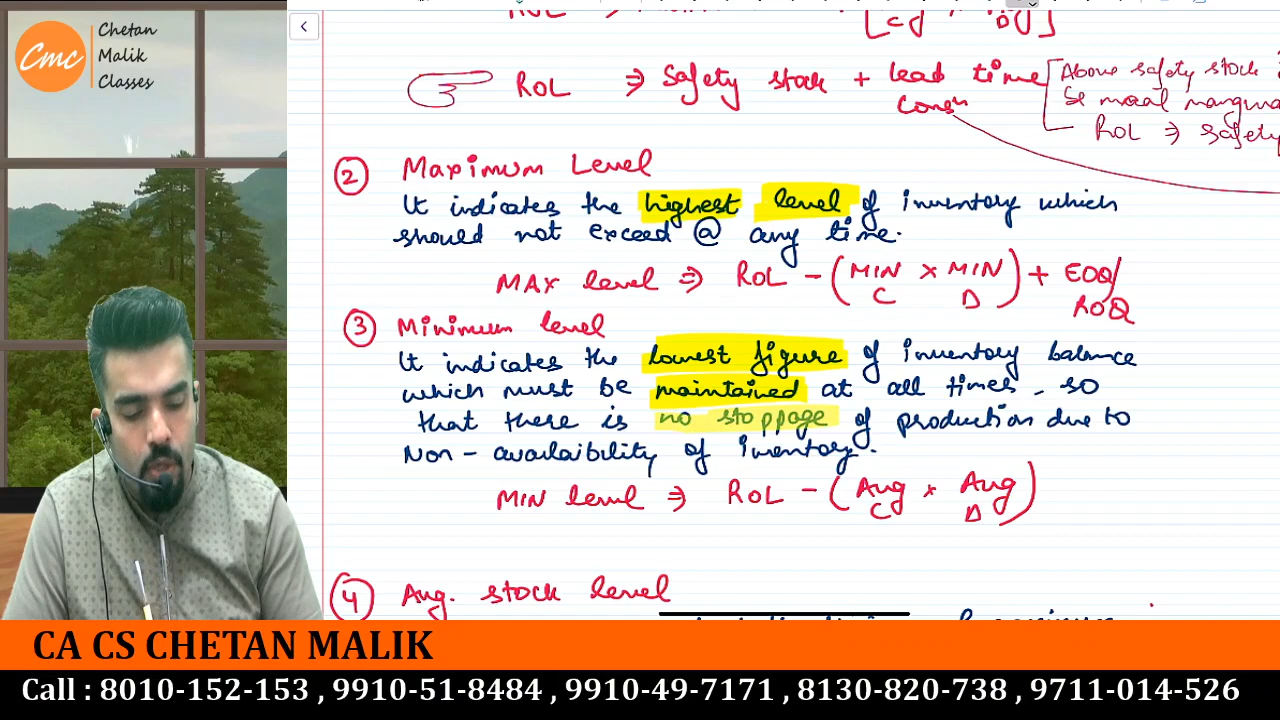 Cmc
Chetan
Malik
Classes
ROL ⇒ Safety stock + lead time
Consn
Above safety stock
ROL ⇒ Safety
② Maximum Level
It indicates the highest level of inventory which
should not exceed @ any time.
MAX level ⇒ ROL - (MIN C × MIN D) + EOQ/ROQ
③ Minimum level
It indicates the lowest figure of inventory balance
which must be maintained at all times - so
that there is no stoppage of production due to
Non - availaibility of inventory.
MIN level ⇒ ROL - (Avg C × Avg D)
④ Avg. stock level
CA CS CHETAN MALIK
Call : 8010-152-153 , 9910-51-8484 , 9910-49-7171 , 8130-820-738 , 9711-014-526